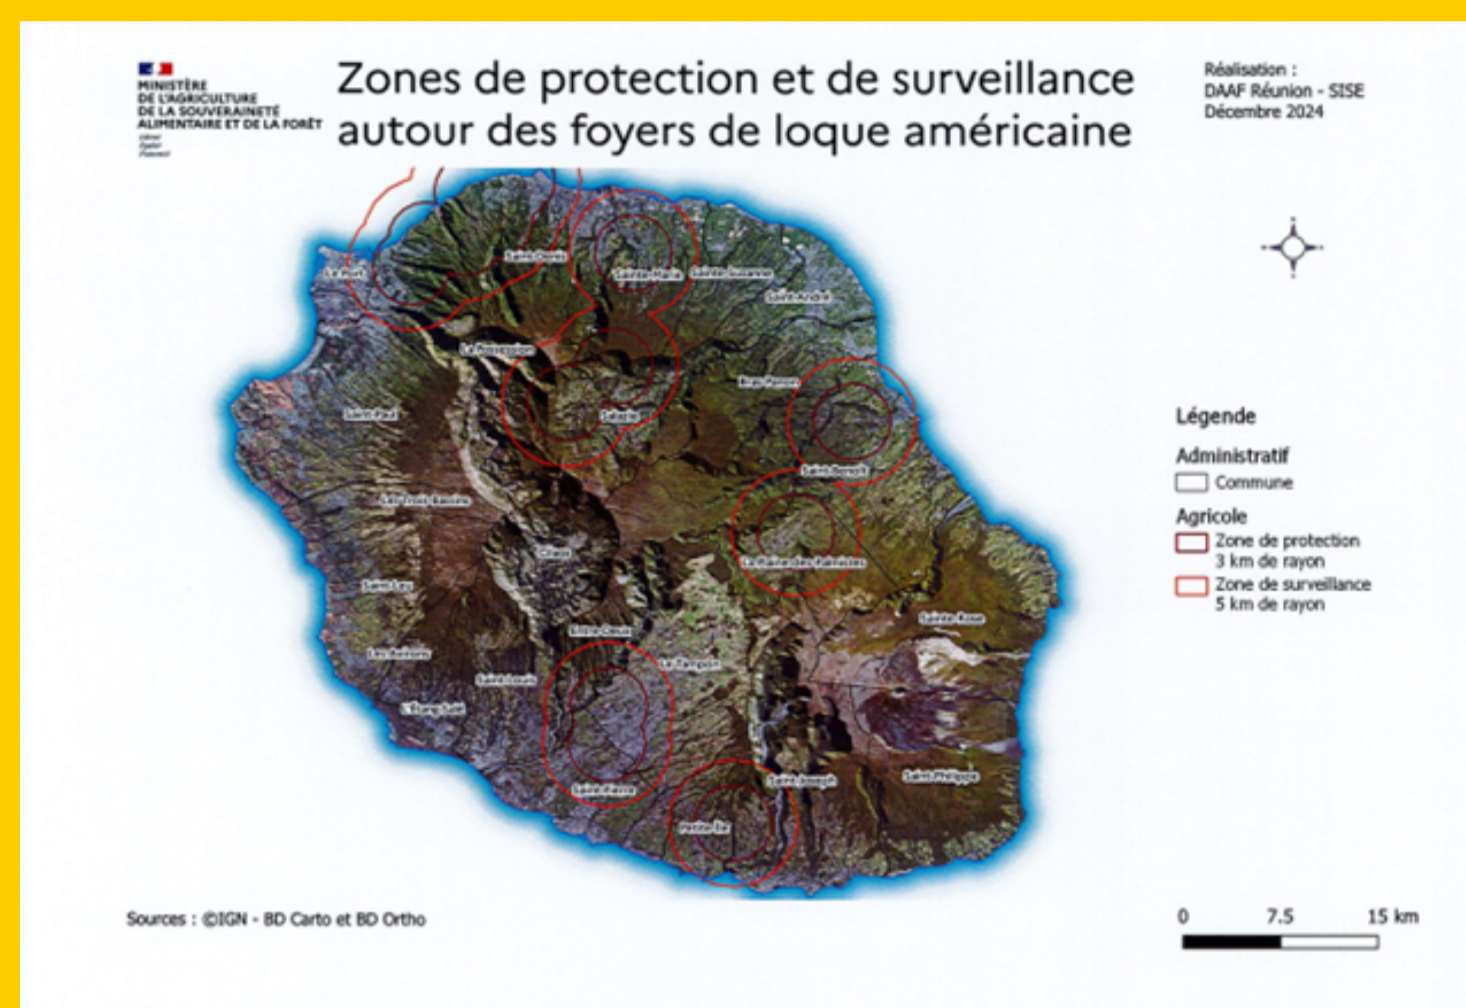 MINISTÈRE
DE L'AGRICULTURE
DE LA SOUVERAINETÉ
ALIMENTAIRE ET DE LA FORÊT
Liberté
Égalité
Fraternité
Zones de protection et de surveillance
autour des foyers de loque américaine
Réalisation :
DAAF Réunion - SISE
Décembre 2024
Le Port
Saint-Denis
Sainte-Marie
Sainte-Suzanne
Saint-André
La Possession
Bras-Panon
Saint-Paul
Salazie
Saint-Benoît
Les Trois-Bassins
Cilaos
La Plaine-des-Palmistes
Saint-Leu
Sainte-Rose
Entre-Deux
Les Avirons
Le Tampon
Saint-Louis
L'Étang-Salé
Saint-Pierre
Saint-Joseph
Saint-Philippe
Petite-Île
Légende
Administratif
Commune
Agricole
Zone de protection
3 km de rayon
Zone de surveillance
5 km de rayon
Sources : ©IGN - BD Carto et BD Ortho
0 7.5 15 km